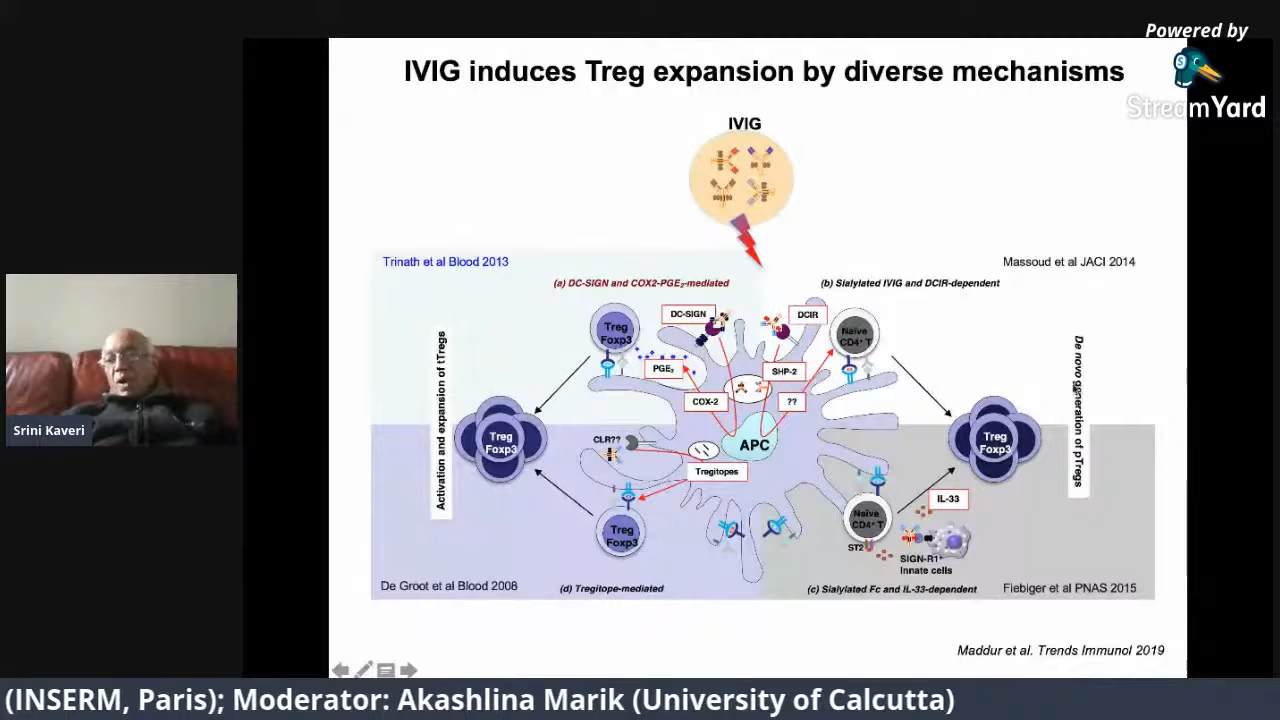 Powered by
StreamYard
IVIG induces Treg expansion by diverse mechanisms
IVIG
Trinath et al Blood 2013
Massoud et al JACI 2014
(a) DC-SIGN and COX2-PGE₂-mediated
(b) Sialylated IVIG and DCIR-dependent
Treg
Foxp3
DC-SIGN
DCIR
Naïve
CD4⁺ T
PGE₂
SHP-2
COX-2
??
Activation and expansion of tTregs
De novo generation of pTregs
Treg
Foxp3
CLR??
APC
Treg
Foxp3
Tregitopes
IL-33
Treg
Foxp3
Naïve
CD4⁺ T
ST2
SIGN-R1⁺
Innate cells
De Groot et al Blood 2008
(d) Tregitope-mediated
(c) Sialylated Fc and IL-33-dependent
Fiebiger et al PNAS 2015
Maddur et al. Trends Immunol 2019
Srini Kaveri
(INSERM, Paris); Moderator: Akashlina Marik (University of Calcutta)